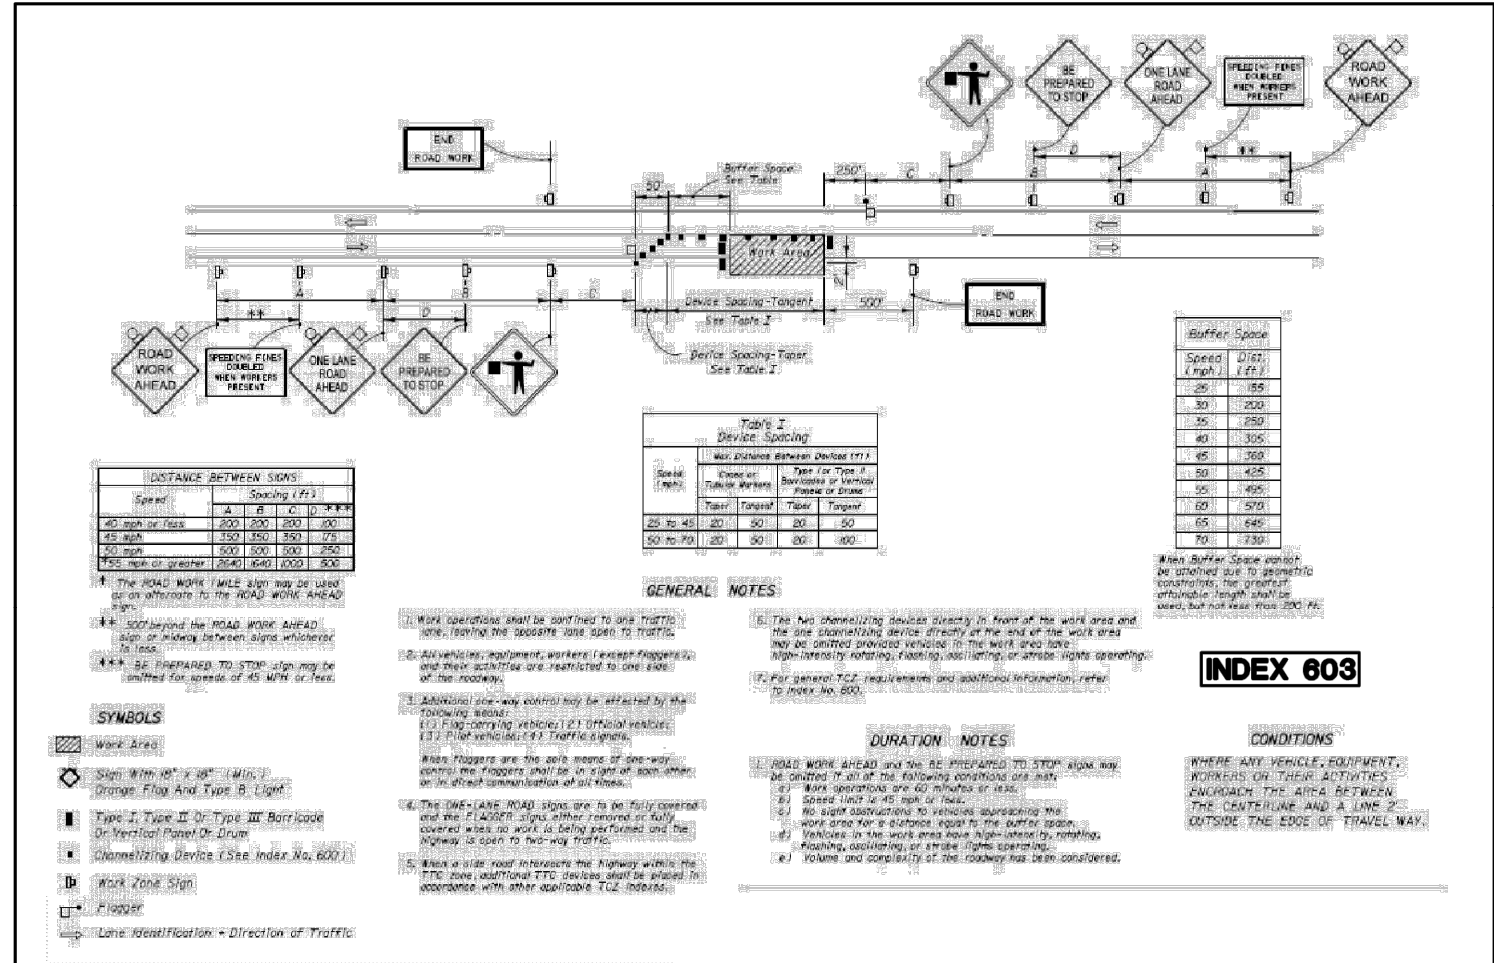 BE
PREPARED
TO STOP
ONE LANE
ROAD
AHEAD
SPEEDING FINES
DOUBLED
WHEN WORKERS
PRESENT
ROAD
WORK
AHEAD
END
ROAD WORK
Buffer Space
See Table
50'
250'
C
D
B
**
A
Work Area
2'
A
B
C
**
D
Device Spacing-Tangent
See Table I
500'
END
ROAD WORK
Device Spacing-Taper
See Table I
ROAD
WORK
AHEAD
SPEEDING FINES
DOUBLED
WHEN WORKERS
PRESENT
ONE LANE
ROAD
AHEAD
BE
PREPARED
TO STOP
Buffer Space
Speed (mph) Dist. (ft)
25 155
30 200
35 250
40 305
45 360
50 425
55 495
60 570
65 645
70 730
When Buffer Space cannot
be attained due to geometric
constraints, the greatest
attainable length shall be
used, but not less than 200 ft.
Table I
Device Spacing
Speed (mph)
Max. Distance Between Devices (ft)
Cones or Tubular Markers
Type I or Type II Barricades or Vertical Panels or Drums
Taper Tangent Taper Tangent
25 to 45 20 50 20 50
50 to 70 20 50 20 100
DISTANCE BETWEEN SIGNS
Speed Spacing (ft)
A B C D ***
40 mph or less 200 200 200 100
45 mph 350 350 350 175
50 mph 500 500 500 250
*55 mph or greater 2640 1640 1000 500
* The ROAD WORK 1 MILE sign may be used
as an alternate to the ROAD WORK AHEAD
sign.
** 500' beyond the ROAD WORK AHEAD
sign or midway between signs whichever
is less.
*** BE PREPARED TO STOP sign may be
omitted for speeds of 45 MPH or less.
SYMBOLS
Work Area
Sign With 18" x 18" (Min.)
Orange Flag And Type B Light
Type I, Type II Or Type III Barricade
Or Vertical Panel Or Drum
Channelizing Device (See Index No. 600)
Work Zone Sign
Flagger
Lane Identification + Direction of Traffic
GENERAL NOTES
1. Work operations shall be confined to one traffic
lane, leaving the opposite lane open to traffic.
2. All vehicles, equipment, workers (except flaggers),
and their activities are restricted to one side
of the roadway.
3. Additional one-way control may be effected by the
following means:
(1) Flag-carrying vehicle; (2) Official vehicle;
(3) Pilot vehicles; (4) Traffic signals.
When flaggers are the sole means of one-way
control the flaggers shall be in sight of each other
or in direct communication at all times.
4. The ONE-LANE ROAD signs are to be fully covered
and the FLAGGER signs either removed or fully
covered when no work is being performed and the
highway is open to two-way traffic.
5. When a side road intersects the highway within the
TTC zone, additional TTC devices shall be placed in
accordance with other applicable TCZ Indexes.
6. The two channelizing devices directly in front of the work area and
the one channelizing device directly at the end of the work area
may be omitted provided vehicles in the work area have
high-intensity rotating, flashing, oscillating, or strobe lights operating.
7. For general TCZ requirements and additional information, refer
to Index No. 600.
INDEX 603
DURATION NOTES
1. ROAD WORK AHEAD and the BE PREPARED TO STOP signs may
be omitted if all of the following conditions are met:
a) Work operations are 60 minutes or less.
b) Speed limit is 45 mph or less.
c) No sight obstructions to vehicles approaching the
work area for a distance equal to the buffer space.
d) Vehicles in the work area have high-intensity, rotating,
flashing, oscillating, or strobe lights operating.
e) Volume and complexity of the roadway has been considered.
CONDITIONS
WHERE ANY VEHICLE, EQUIPMENT,
WORKERS OR THEIR ACTIVITIES
ENCROACH THE AREA BETWEEN
THE CENTERLINE AND A LINE 2'
OUTSIDE THE EDGE OF TRAVEL WAY.